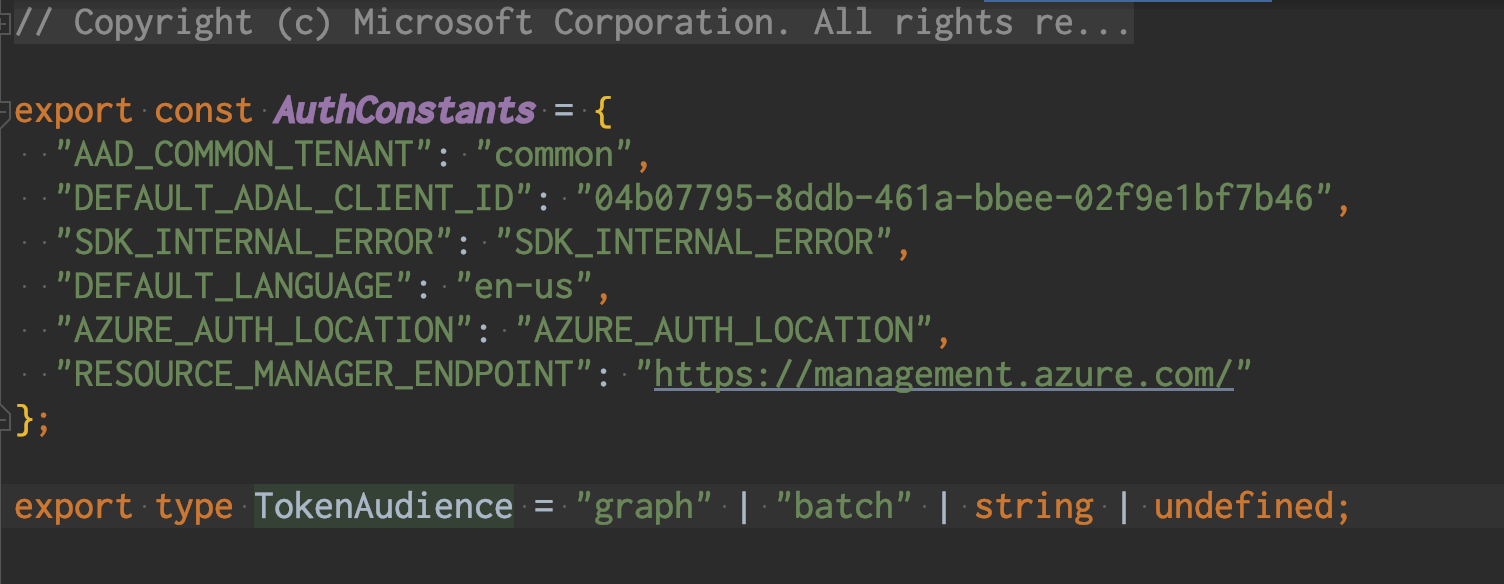 // Copyright (c) Microsoft Corporation. All rights re...
export const AuthConstants = {
"AAD_COMMON_TENANT": "common",
"DEFAULT_ADAL_CLIENT_ID": "04b07795-8ddb-461a-bbee-02f9e1bf7b46",
"SDK_INTERNAL_ERROR": "SDK_INTERNAL_ERROR",
"DEFAULT_LANGUAGE": "en-us",
"AZURE_AUTH_LOCATION": "AZURE_AUTH_LOCATION",
"RESOURCE_MANAGER_ENDPOINT": "https://management.azure.com/"
};
export type TokenAudience = "graph" | "batch" | string | undefined;